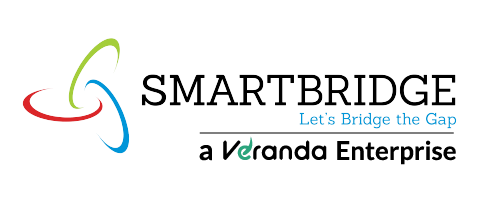 SMARTBRIDGE
Let's Bridge the Gap
a Veranda Enterprise